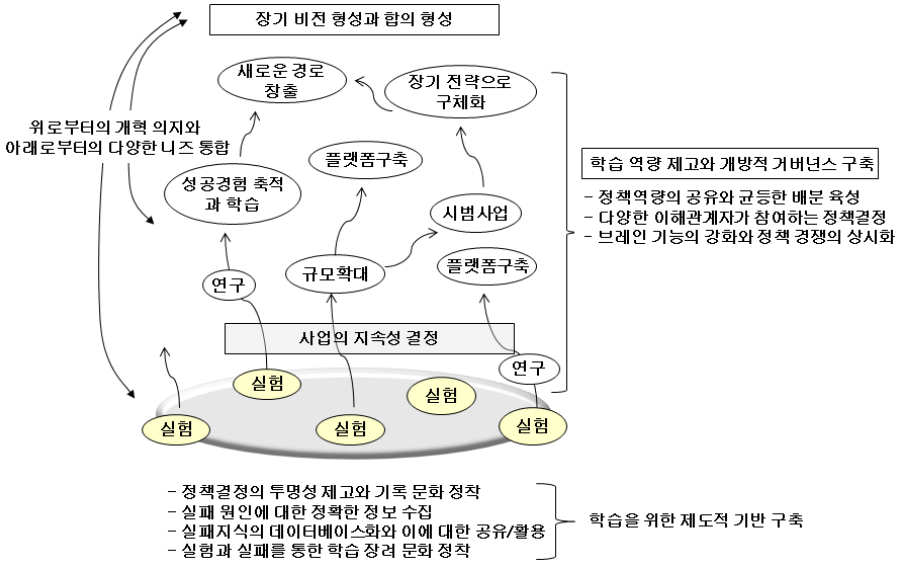 장기 비전 형성과 합의 형성
새로운 경로
창출
장기 전략으로
구체화
위로부터의 개혁 의지와
아래로부터의 다양한 니즈 통합
플랫폼구축
학습 역량 제고와 개방적 거버넌스 구축
성공경험 축적
과 학습
- 정책역량의 공유와 균등한 배분 육성
시범사업
- 다양한 이해관계자가 참여하는 정책결정
- 브레인 기능의 강화와 정책 경쟁의 상시화
규모확대
플랫폼구축
연구
사업의 지속성 결정
연구
실험
실험
실험
실험
실험
- 정책결정의 투명성 제고와 기록 문화 정착
- 실패 원인에 대한 정확한 정보 수집
- 실패지식의 데이터베이스화와 이에 대한 공유/활용
- 실험과 실패를 통한 학습 장려 문화 정착
학습을 위한 제도적 기반 구축